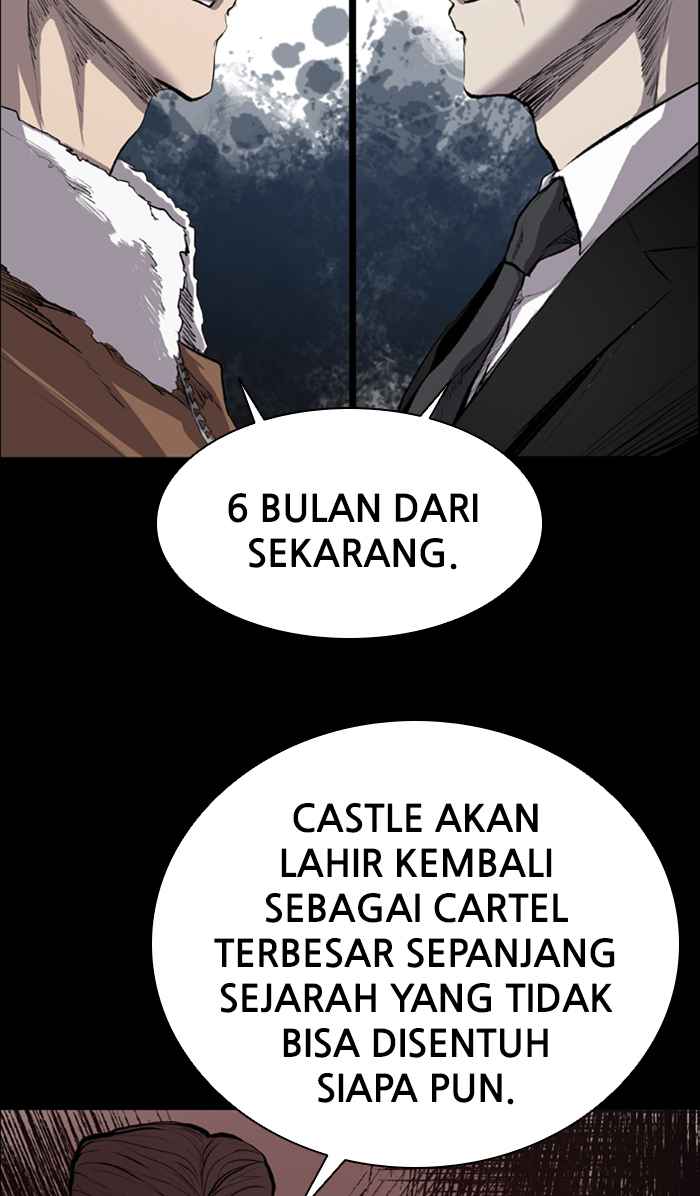 6 BULAN DARI
SEKARANG.
CASTLE AKAN
LAHIR KEMBALI
SEBAGAI CARTEL
TERBESAR SEPANJANG
SEJARAH YANG TIDAK
BISA DISENTUH
SIAPA PUN.